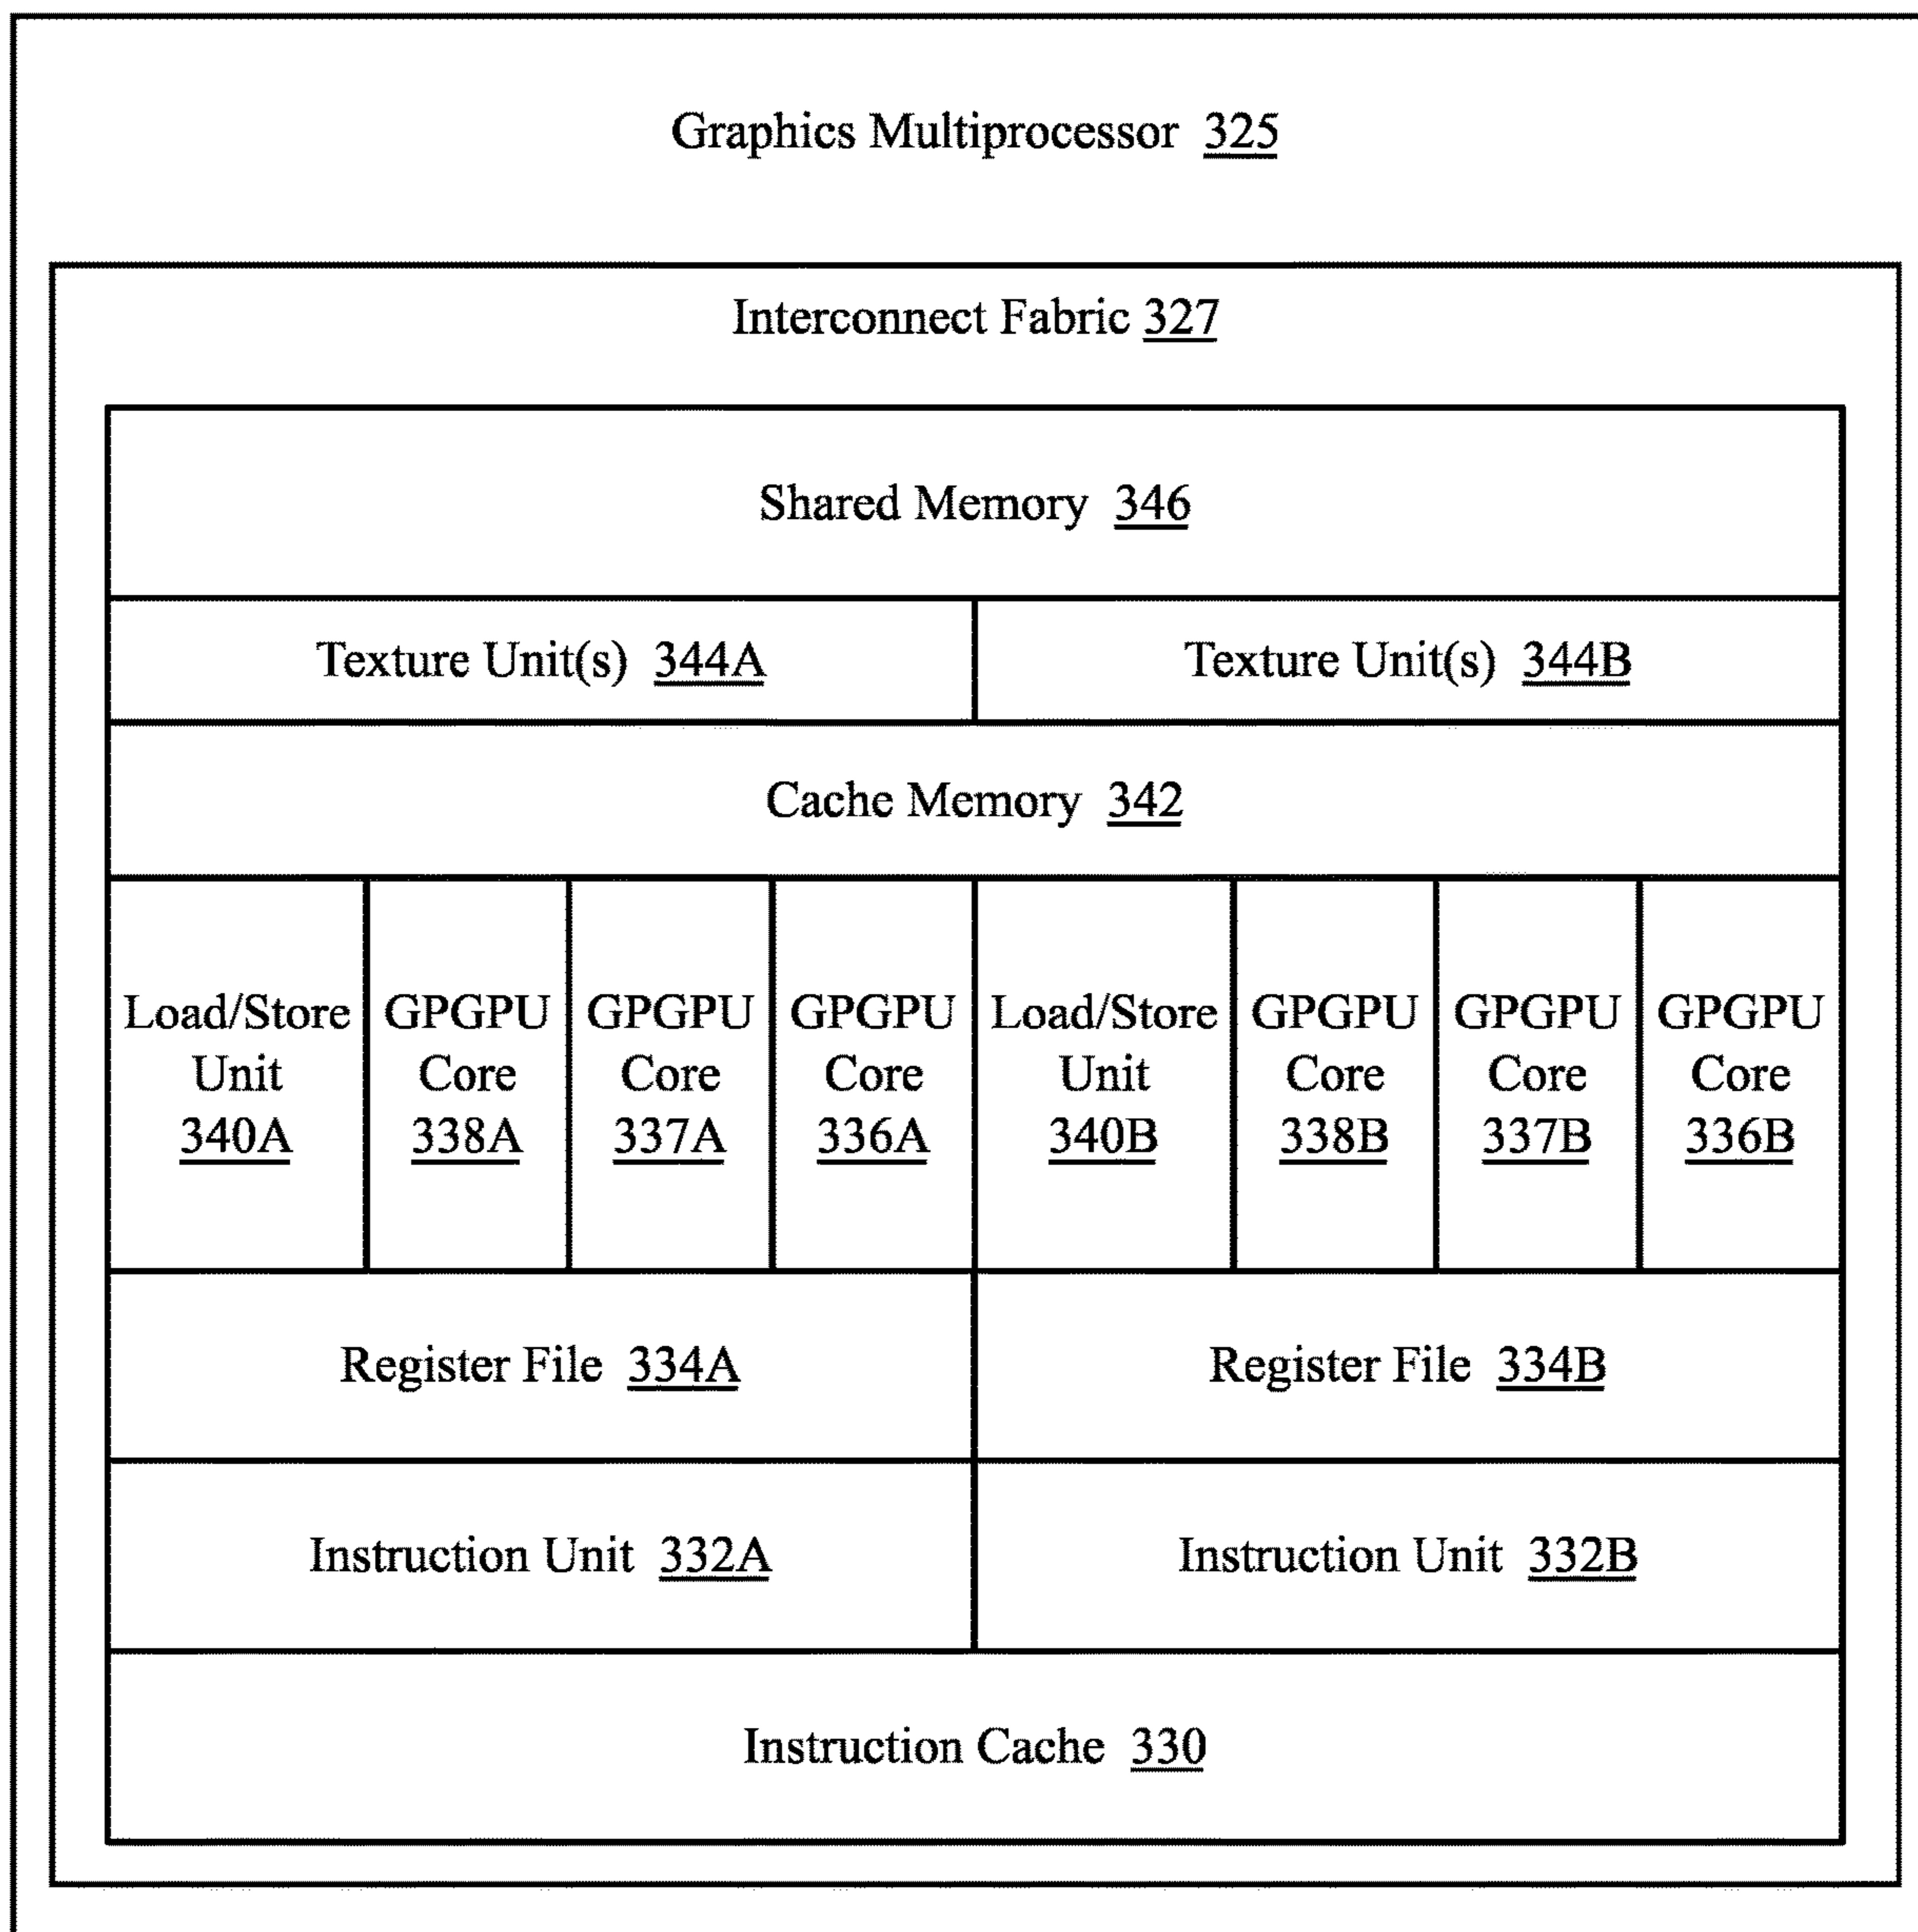 Graphics Multiprocessor 325
Interconnect Fabric 327
Shared Memory 346
Texture Unit(s) 344A
Texture Unit(s) 344B
Cache Memory 342
Load/Store
Unit
340A
GPGPU
Core
338A
GPGPU
Core
337A
GPGPU
Core
336A
Load/Store
Unit
340B
GPGPU
Core
338B
GPGPU
Core
337B
GPGPU
Core
336B
Register File 334A
Register File 334B
Instruction Unit 332A
Instruction Unit 332B
Instruction Cache 330